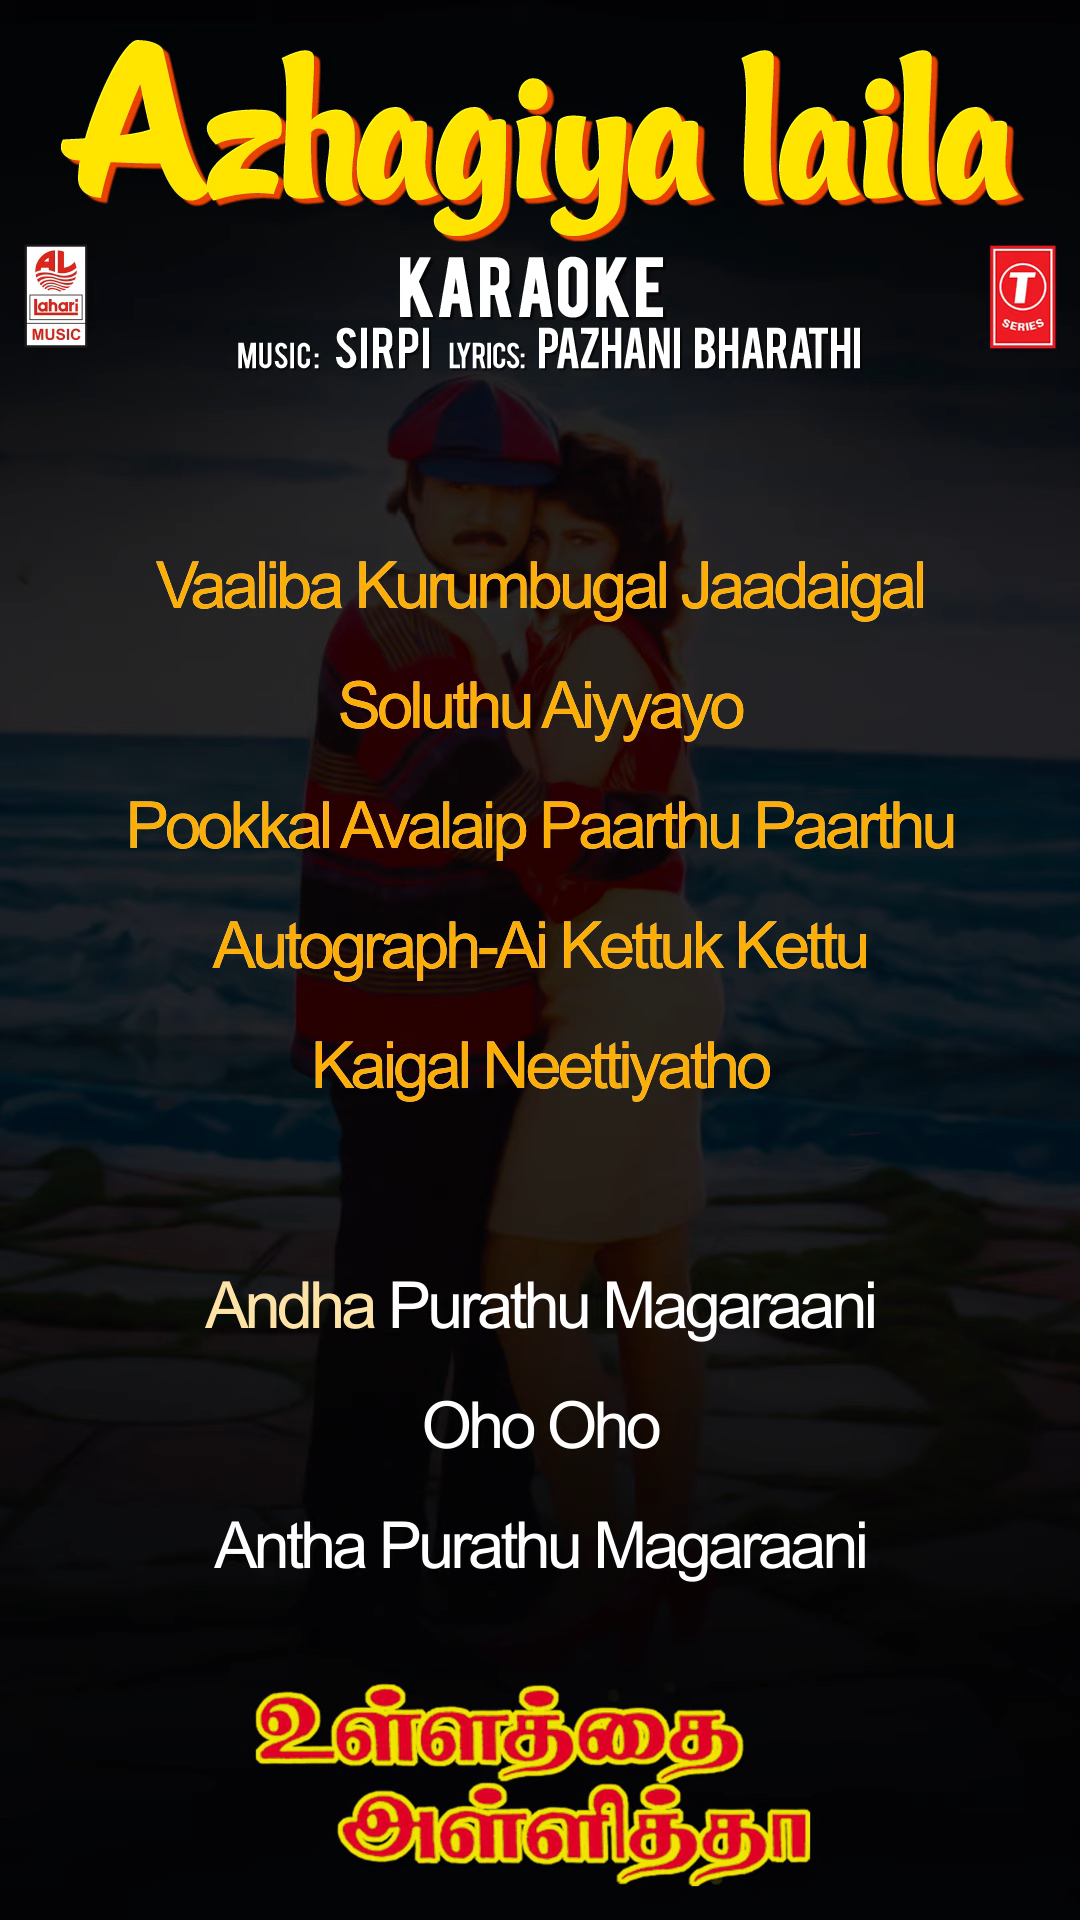 Azhagiya laila
AL
lahari
MUSIC
KARAOKE
T
SERIES
MUSIC: SIRPI LYRICS: PAZHANI BHARATHI
Vaaliba Kurumbugal Jaadaigal
Soluthu Aiyyayo
Pookkal Avalaip Paarthu Paarthu
Autograph-Ai Kettuk Kettu
Kaigal Neettiyatho
Andha Purathu Magaraani
Oho Oho
Antha Purathu Magaraani
உள்ளத்தை
அள்ளித்தா